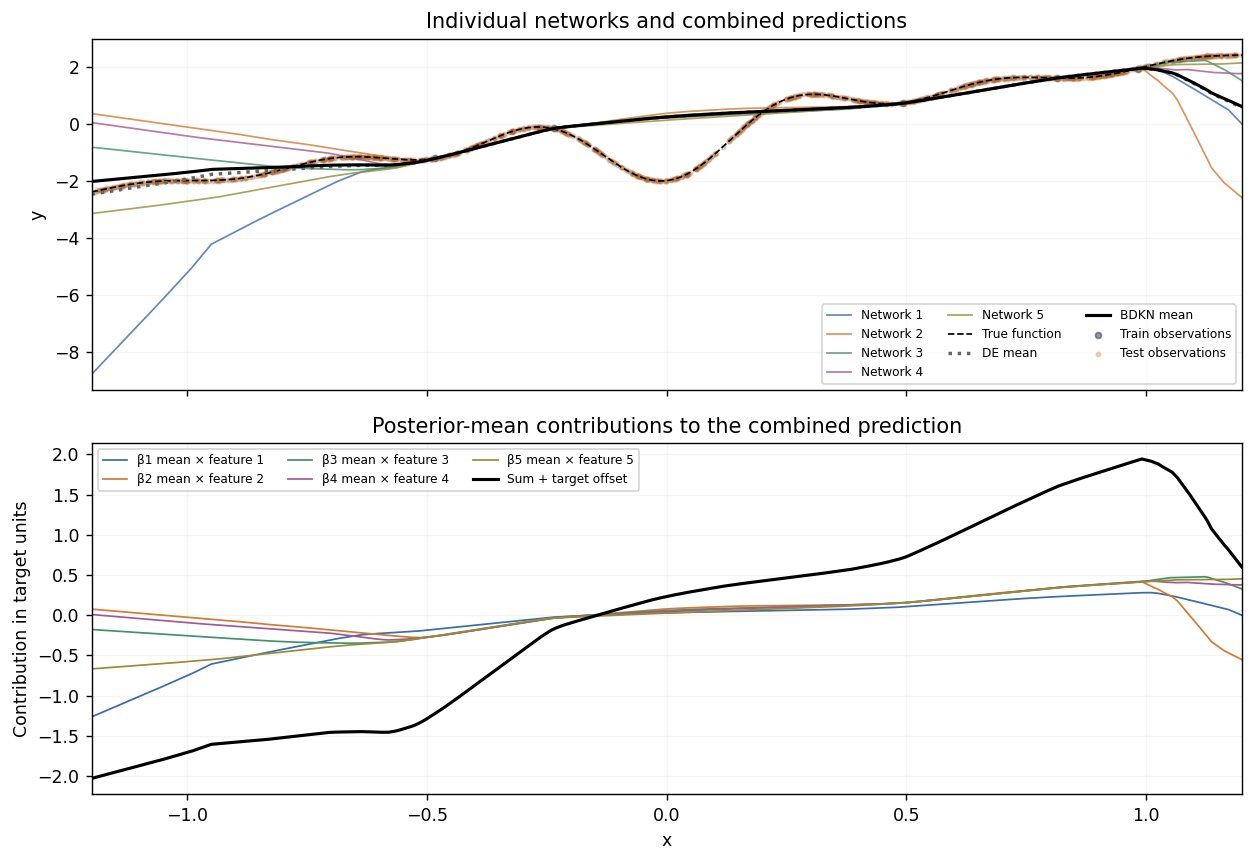 Individual networks and combined predictions
y
2
0
−2
−4
−6
−8
Network 1
Network 2
Network 3
Network 4
Network 5
True function
DE mean
BDKN mean
Train observations
Test observations
Posterior-mean contributions to the combined prediction
Contribution in target units
2.0
1.5
1.0
0.5
0.0
−0.5
−1.0
−1.5
−2.0
β1 mean × feature 1
β2 mean × feature 2
β3 mean × feature 3
β4 mean × feature 4
β5 mean × feature 5
Sum + target offset
−1.0
−0.5
0.0
0.5
1.0
x